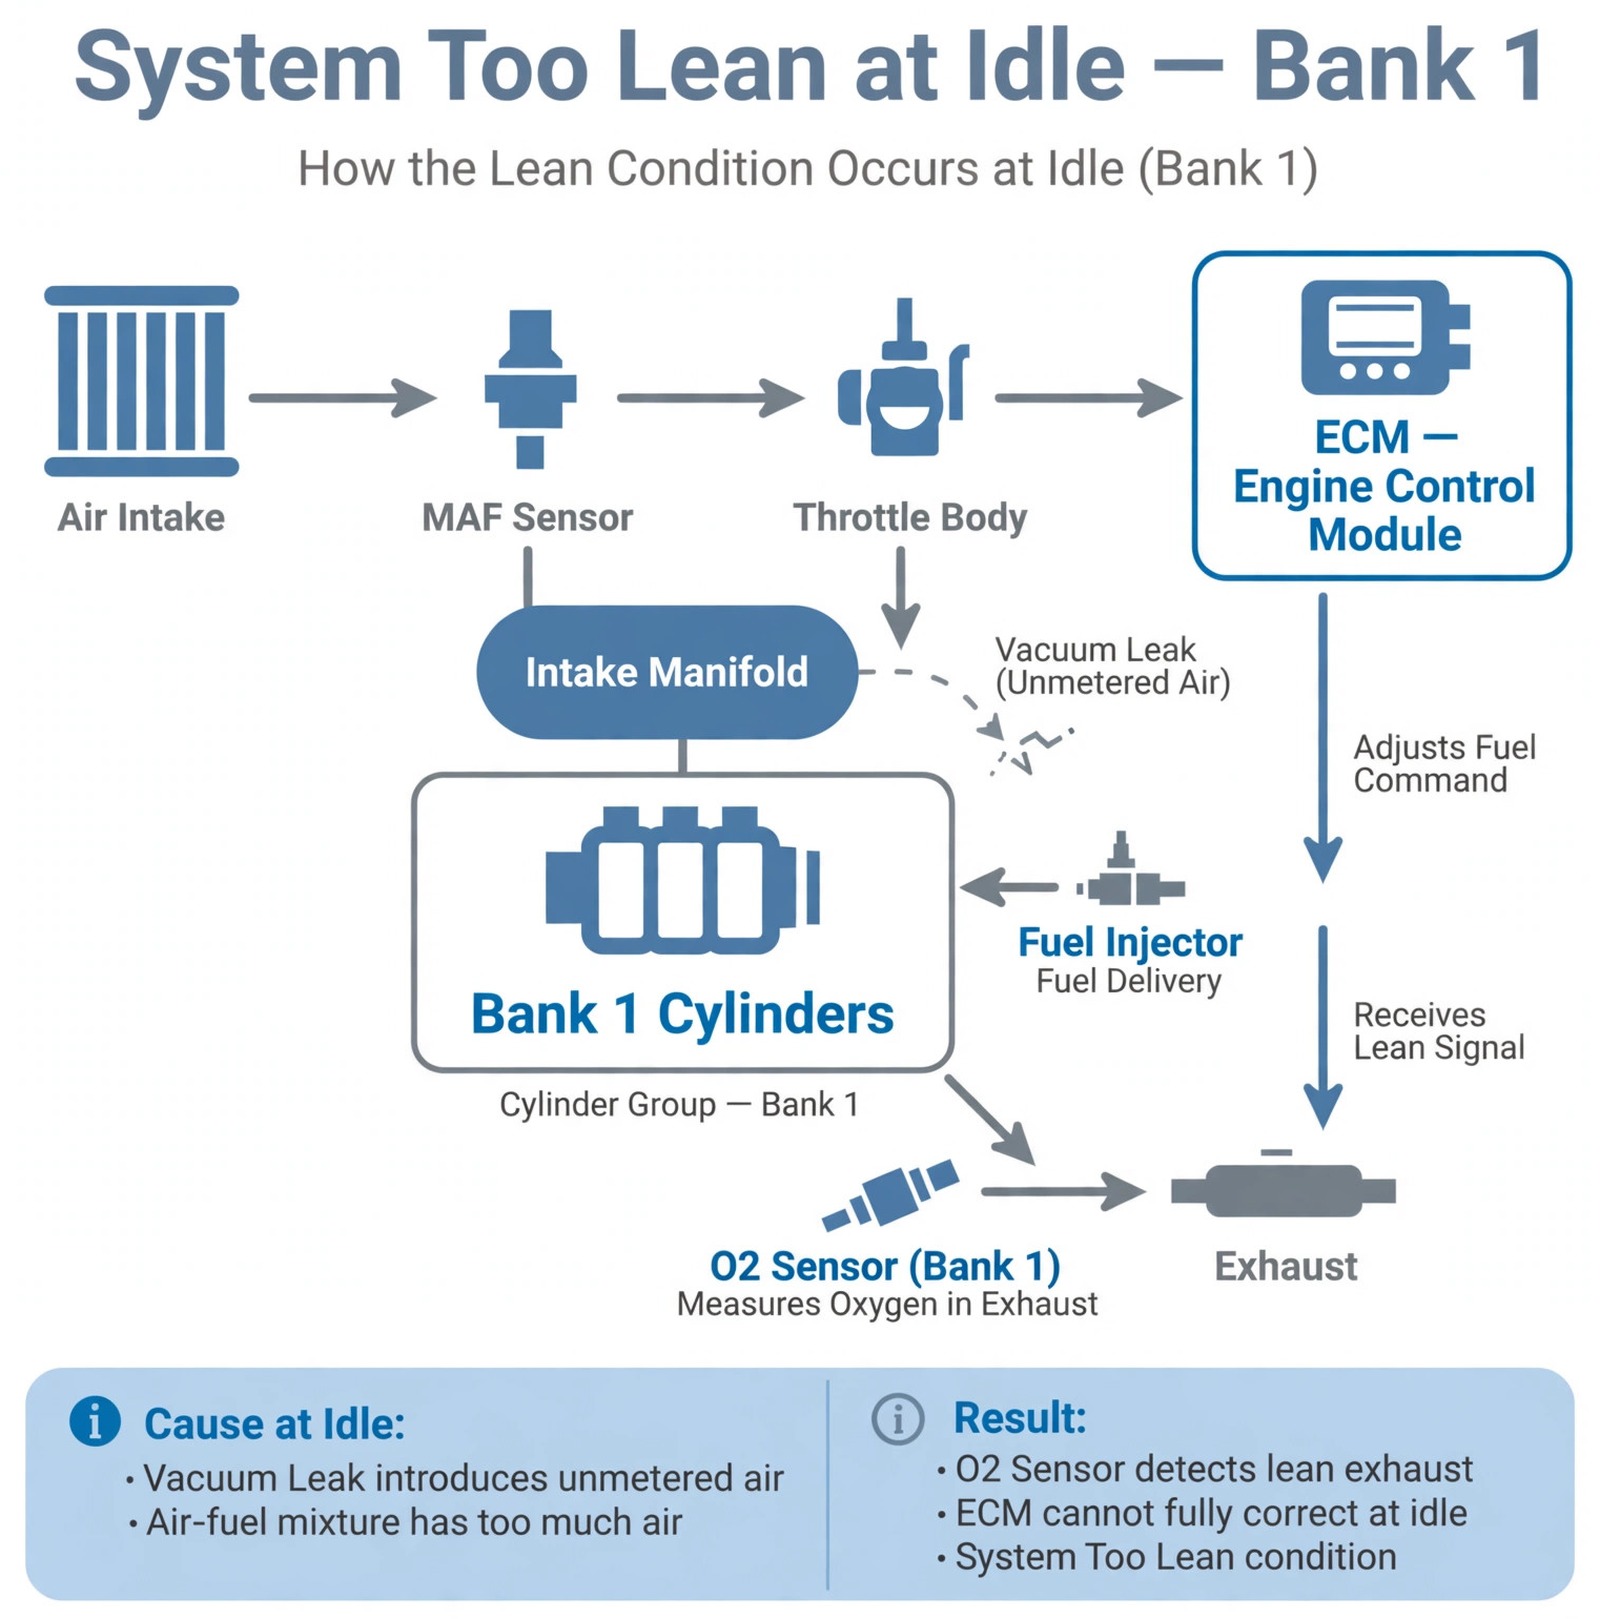 System Too Lean at Idle — Bank 1
How the Lean Condition Occurs at Idle (Bank 1)
Air Intake
MAF Sensor
Throttle Body
ECM —
Engine Control
Module
Intake Manifold
Vacuum Leak
(Unmetered Air)
Adjusts Fuel
Command
Fuel Injector
Fuel Delivery
Bank 1 Cylinders
Cylinder Group — Bank 1
Receives
Lean Signal
O2 Sensor (Bank 1)
Measures Oxygen in Exhaust
Exhaust
i Cause at Idle:
• Vacuum Leak introduces unmetered air
• Air-fuel mixture has too much air
i Result:
• O2 Sensor detects lean exhaust
• ECM cannot fully correct at idle
• System Too Lean condition